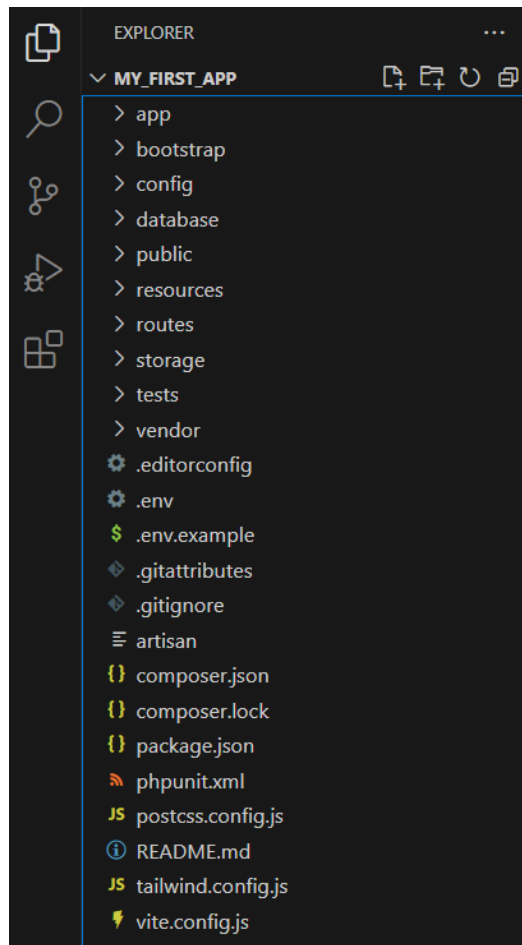 EXPLORER
MY_FIRST_APP
app
bootstrap
config
database
public
resources
routes
storage
tests
vendor
.editorconfig
.env
.env.example
.gitattributes
.gitignore
artisan
composer.json
composer.lock
package.json
phpunit.xml
JS postcss.config.js
README.md
JS tailwind.config.js
vite.config.js